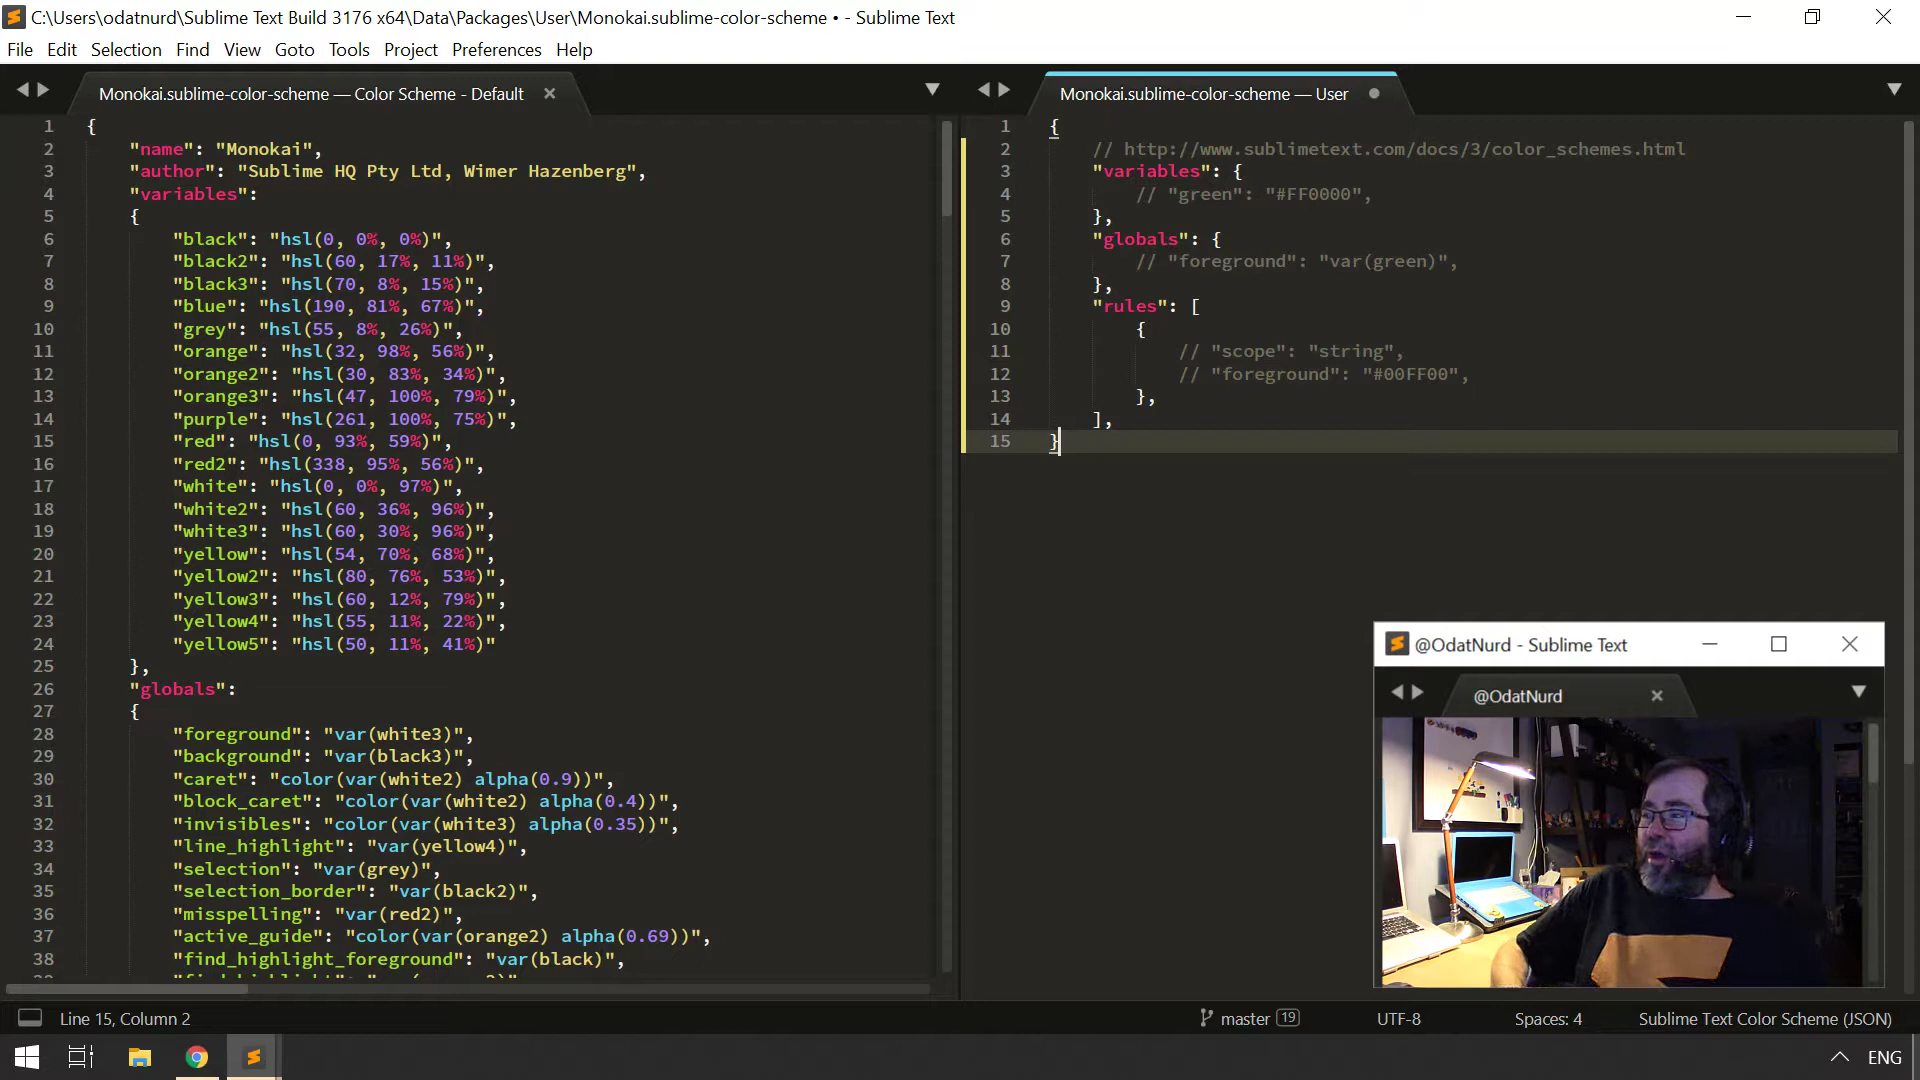 C:\Users\odatnurd\Sublime Text Build 3176 x64\Data\Packages\User\Monokai.sublime-color-scheme • - Sublime Text
File Edit Selection Find View Goto Tools Project Preferences Help
Monokai.sublime-color-scheme — Color Scheme - Default
1 {
2 "name": "Monokai",
3 "author": "Sublime HQ Pty Ltd, Wimer Hazenberg",
4 "variables":
5 {
6 "black": "hsl(0, 0%, 0%)",
7 "black2": "hsl(60, 17%, 11%)",
8 "black3": "hsl(70, 8%, 15%)",
9 "blue": "hsl(190, 81%, 67%)",
10 "grey": "hsl(55, 8%, 26%)",
11 "orange": "hsl(32, 98%, 56%)",
12 "orange2": "hsl(30, 83%, 34%)",
13 "orange3": "hsl(47, 100%, 79%)",
14 "purple": "hsl(261, 100%, 75%)",
15 "red": "hsl(0, 93%, 59%)",
16 "red2": "hsl(338, 95%, 56%)",
17 "white": "hsl(0, 0%, 97%)",
18 "white2": "hsl(60, 36%, 96%)",
19 "white3": "hsl(60, 30%, 96%)",
20 "yellow": "hsl(54, 70%, 68%)",
21 "yellow2": "hsl(80, 76%, 53%)",
22 "yellow3": "hsl(60, 12%, 79%)",
23 "yellow4": "hsl(55, 11%, 22%)",
24 "yellow5": "hsl(50, 11%, 41%)"
25 },
26 "globals":
27 {
28 "foreground": "var(white3)",
29 "background": "var(black3)",
30 "caret": "color(var(white2) alpha(0.9))",
31 "block_caret": "color(var(white2) alpha(0.4))",
32 "invisibles": "color(var(white3) alpha(0.35))",
33 "line_highlight": "var(yellow4)",
34 "selection": "var(grey)",
35 "selection_border": "var(black2)",
36 "misspelling": "var(red2)",
37 "active_guide": "color(var(orange2) alpha(0.69))",
38 "find_highlight_foreground": "var(black)",
Monokai.sublime-color-scheme — User
1 {
2 // http://www.sublimetext.com/docs/3/color_schemes.html
3 "variables": {
4 // "green": "#FF0000",
5 },
6 "globals": {
7 // "foreground": "var(green)",
8 },
9 "rules": [
10 {
11 // "scope": "string",
12 // "foreground": "#00FF00",
13 },
14 ],
15 }
@OdatNurd - Sublime Text
@OdatNurd
Line 15, Column 2
master 19
UTF-8
Spaces: 4
Sublime Text Color Scheme (JSON)
ENG